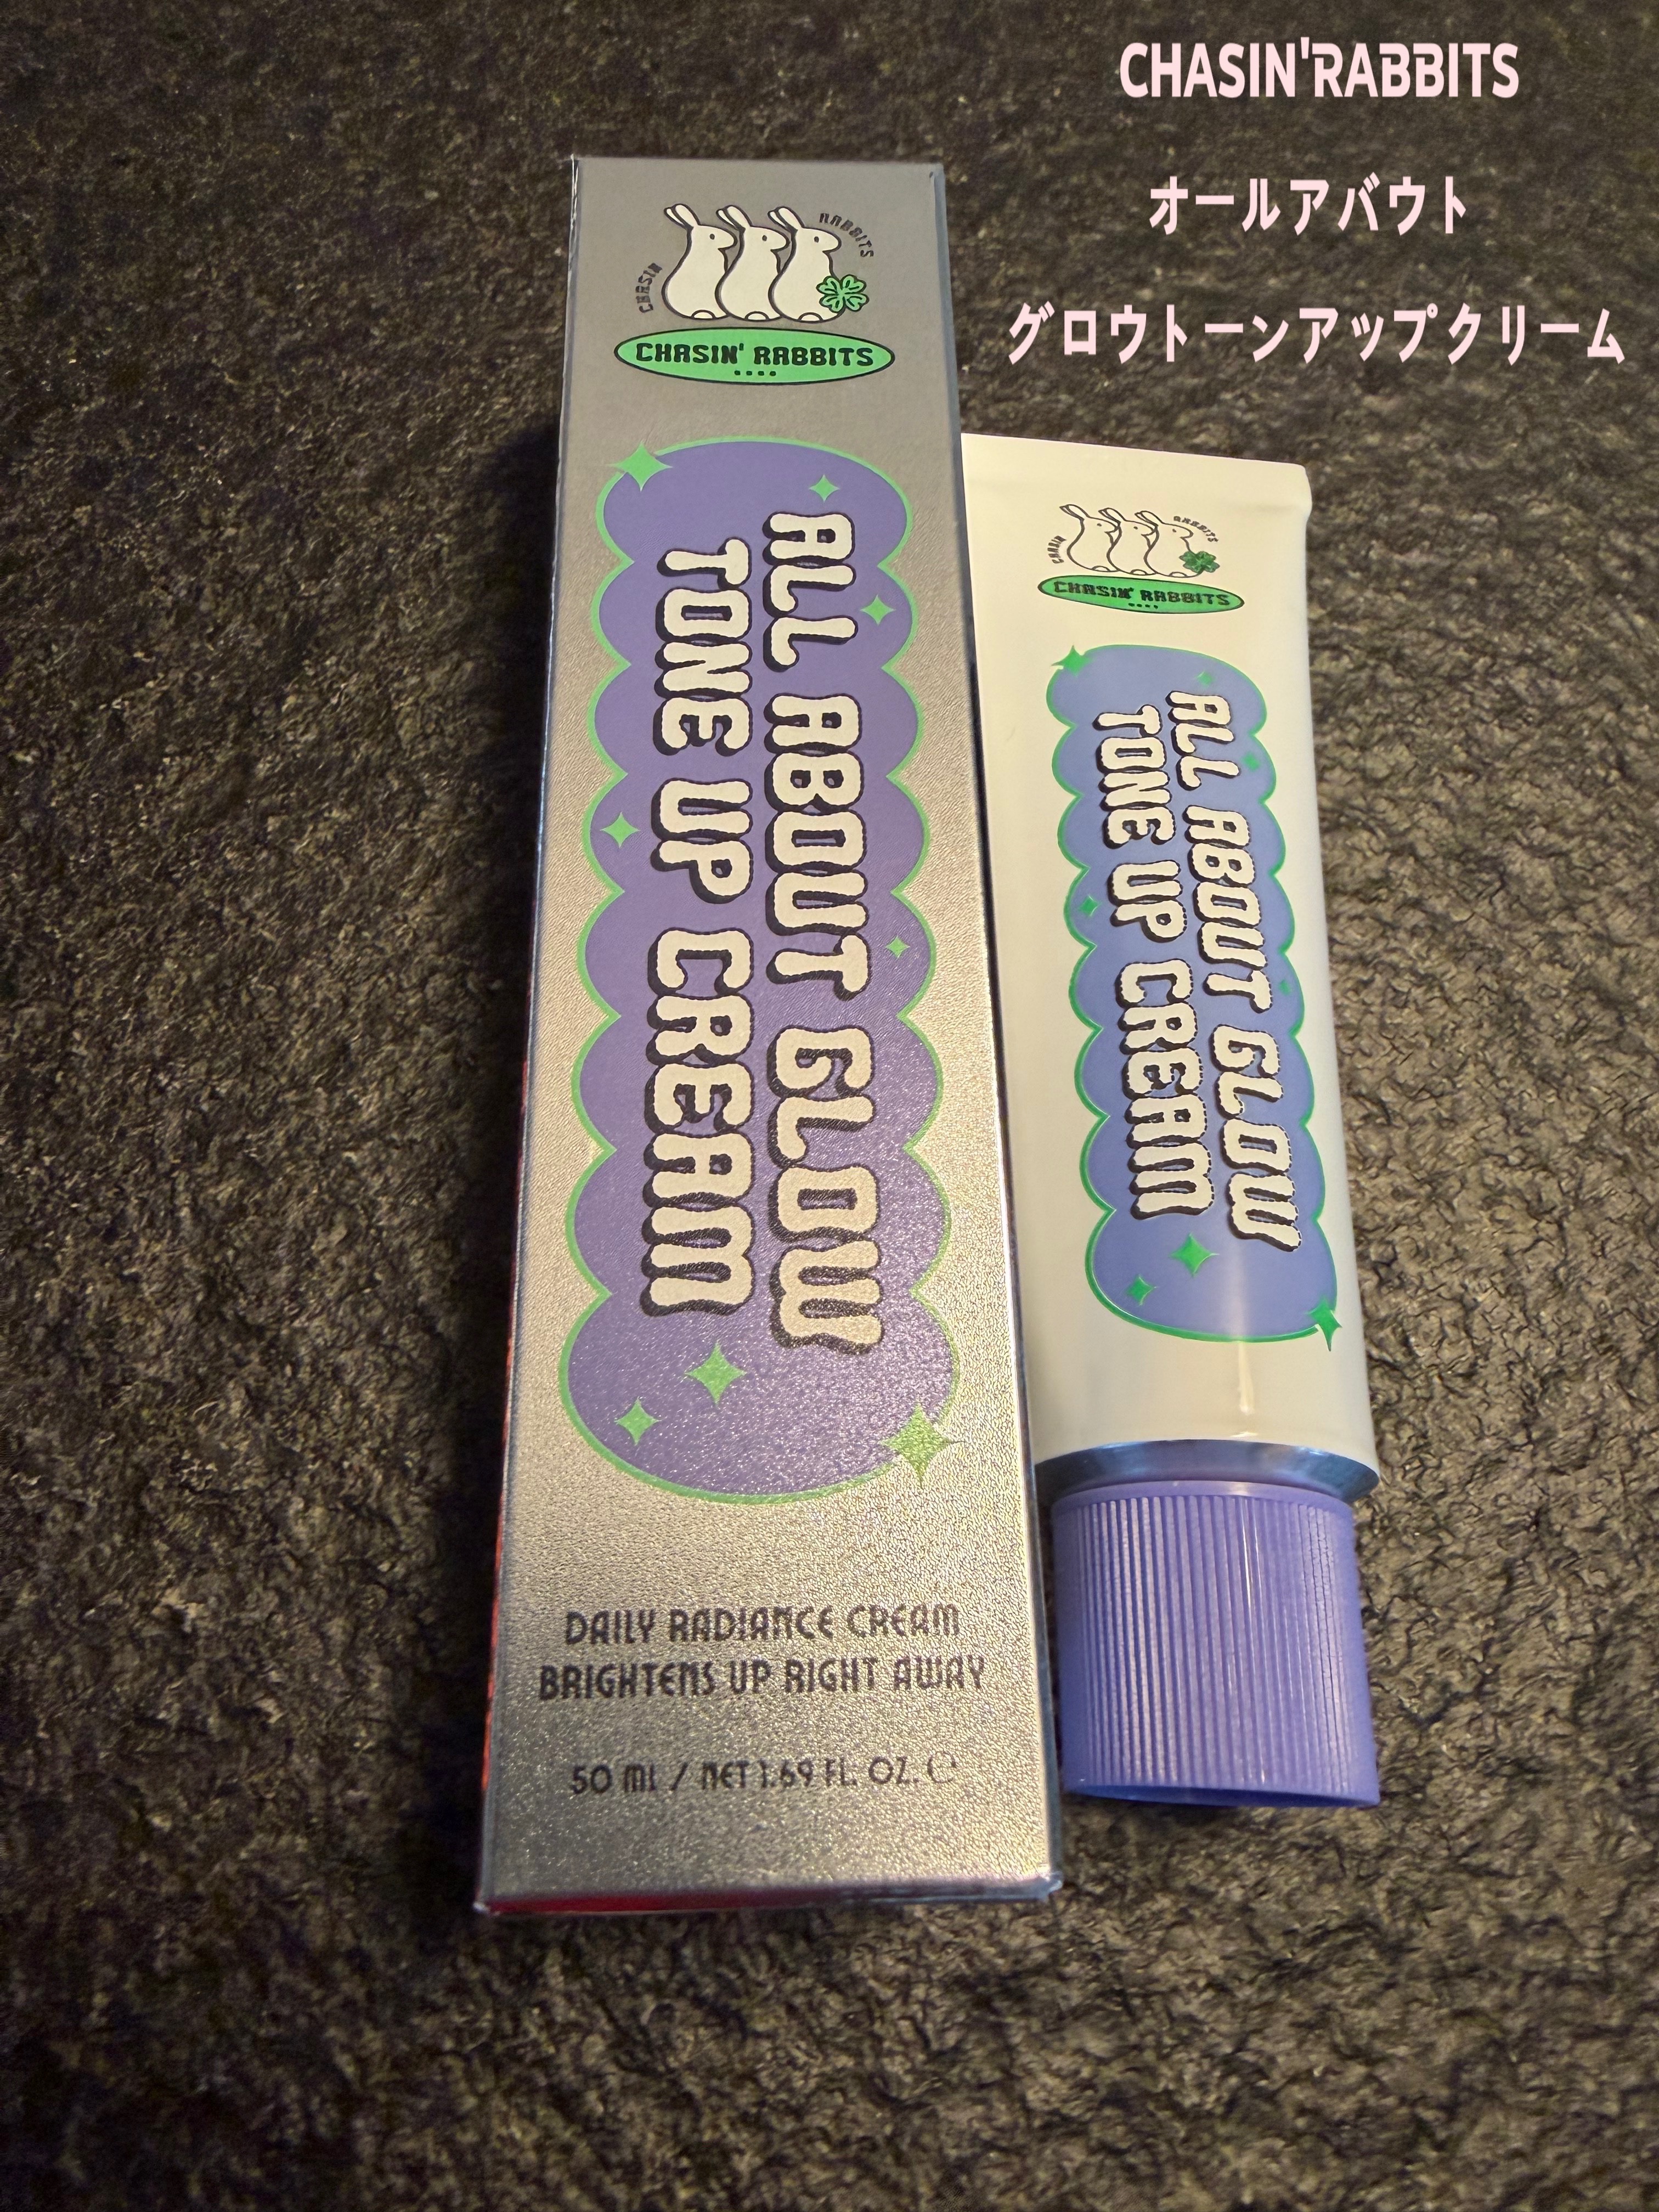 CHASIN'RABBITS
オールアバウト
グロウトーンアップクリーム
CHASIN RABBITS
CHASIN' RABBITS
ALL ABOUT GLOW
TONE UP CREAM
DAILY RADIANCE CREAM
BRIGHTENS UP RIGHT AWAY
50 ML / NET 1.69 FL. OZ. ℮
CHASIN RABBITS
CHASIN' RABBITS
ALL ABOUT GLOW
TONE UP CREAM